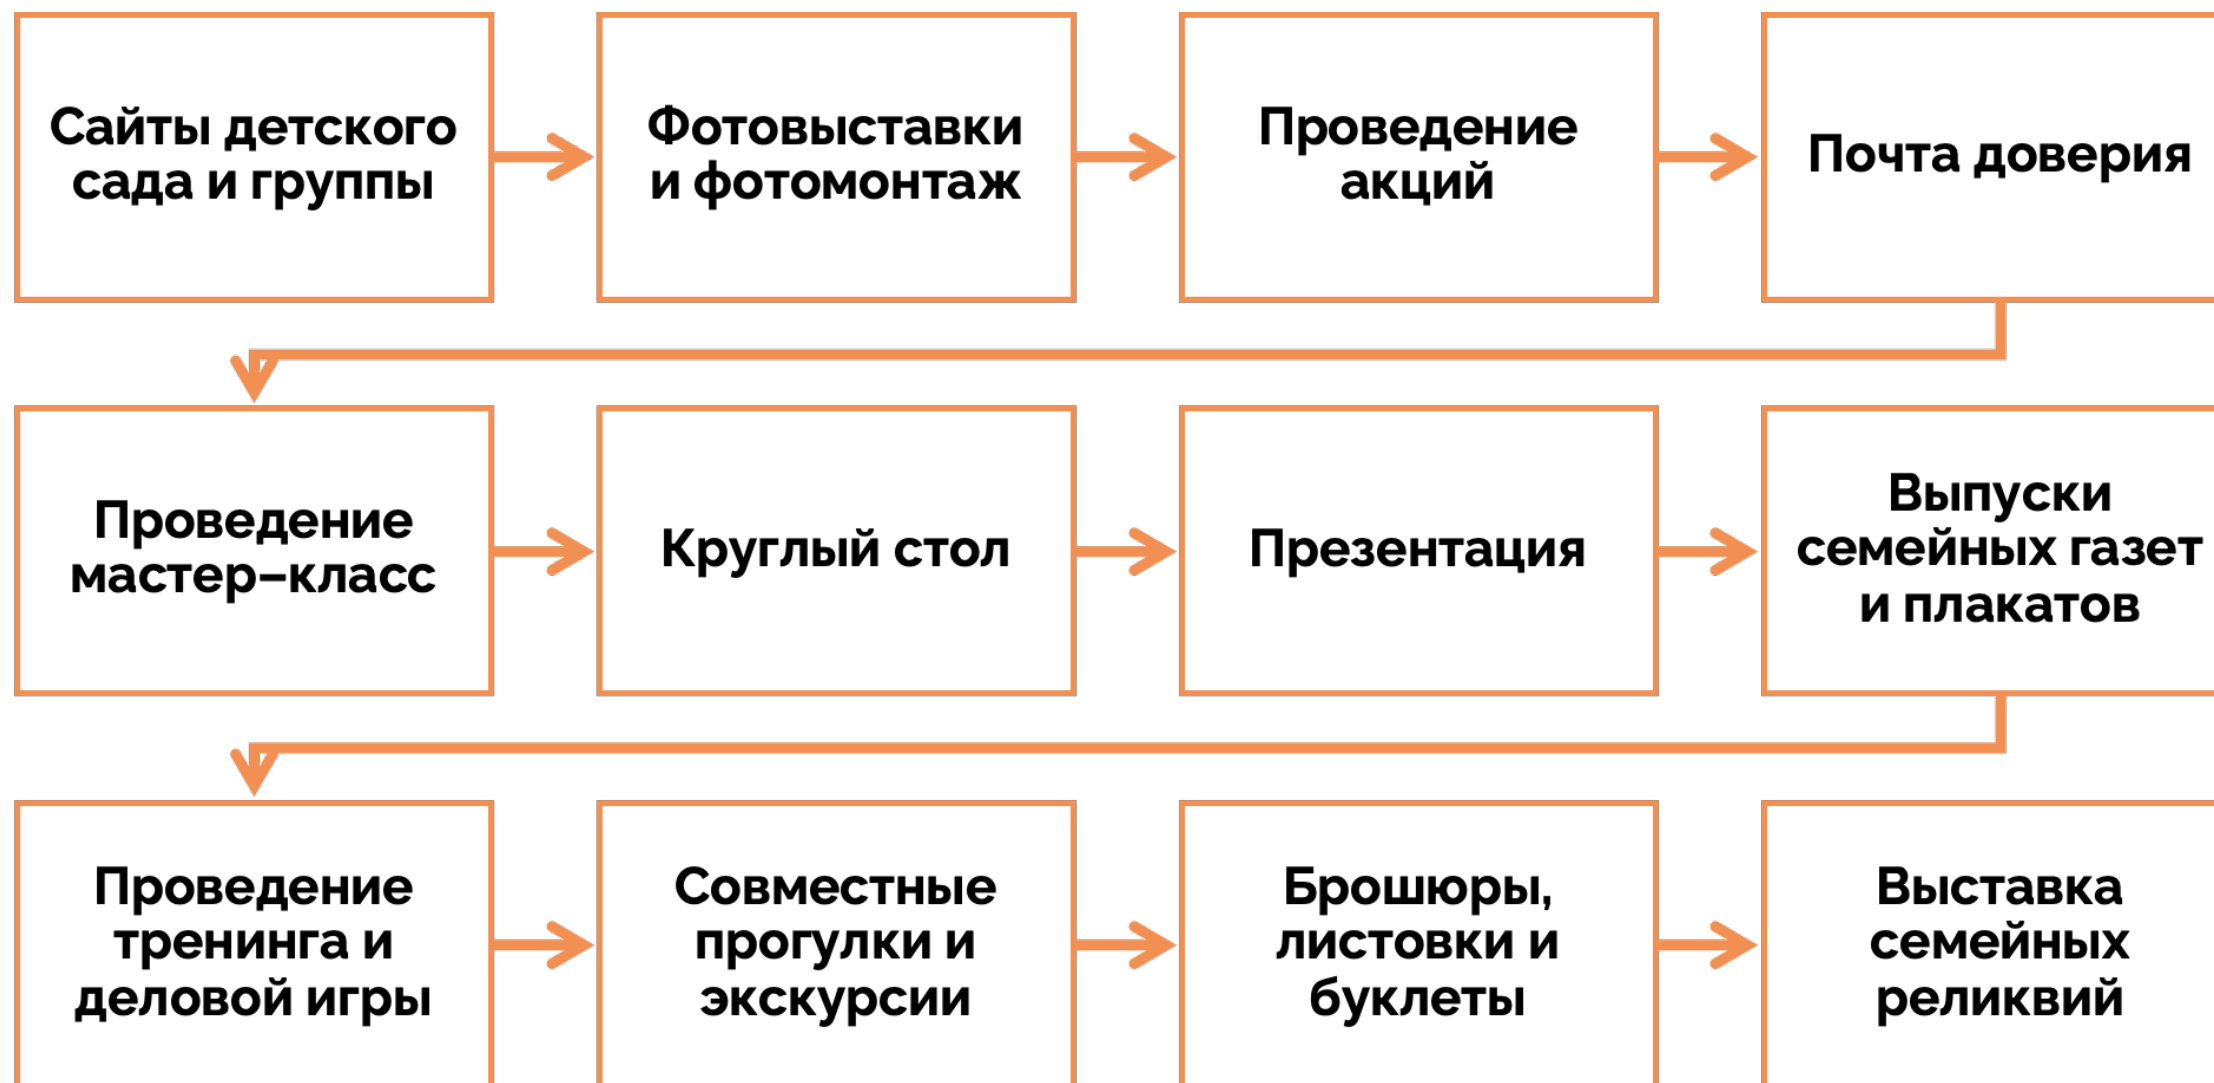 Сайты детского
сада и группы
Фотовыставки
и фотомонтаж
Проведение
акций
Почта доверия
Проведение
мастер–класс
Круглый стол
Презентация
Выпуски
семейных газет
и плакатов
Проведение
тренинга и
деловой игры
Совместные
прогулки и
экскурсии
Брошюры,
листовки и
буклеты
Выставка
семейных
реликвий